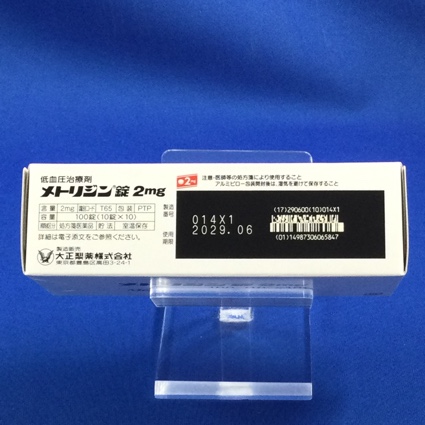 低血圧治療剤
メトリジン錠 2mg
含量 2mg 識別コード T65 包装 PTP
容量 100錠(10錠×10)
規制区分 処方箋医薬品 貯法 室温保存
詳細は電子添文をご参照ください。
製造販売
大正製薬株式会社
東京都豊島区高田3-24-1
2mg
注意-医師等の処方箋により使用すること
アルミピロー包装開封後は、湿気を避けて保存すること
製造番号 014X1
使用期限 2029.06
(17)290600(10)014X1
(01)14987306065847